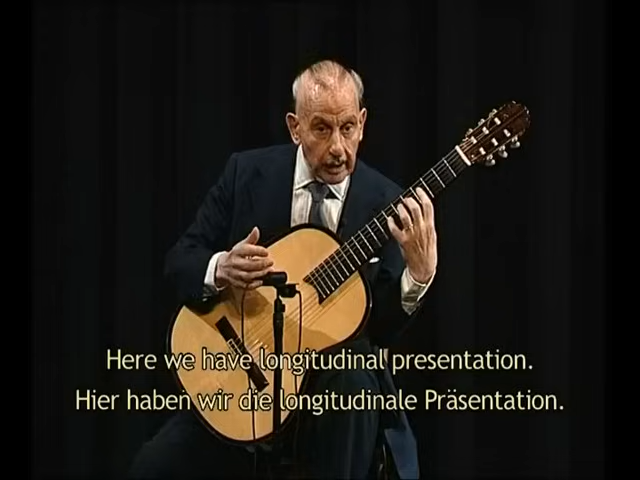 Here we have longitudinal presentation.
Hier haben wir die longitudinale Präsentation.